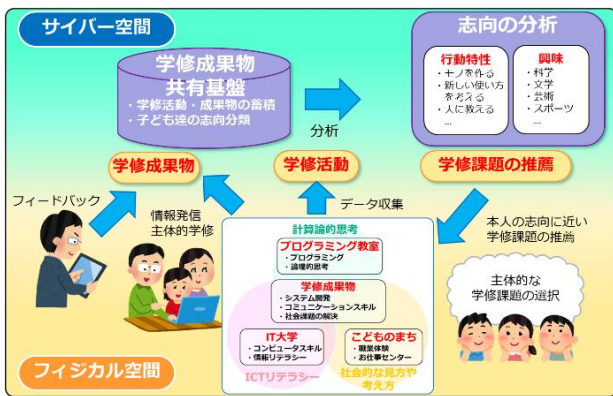 サイバー空間
学修成果物
共有基盤
・学修活動・成果物の蓄積
・子ども達の志向分類
分析
志向の分析
行動特性
・モノを作る
・新しい使い方
を考える
・人に教える
...
興味
・科学
・文学
・芸術
・スポーツ
...
学修成果物
学修活動
学修課題の推薦
フィードバック
情報発信
主体的学修
データ収集
本人の志向に近い
学修課題の推薦
計算論的思考
プログラミング教室
・プログラミング
・論理的思考
学修成果物
・システム開発
・コミュニケーションスキル
・社会課題の解決
IT大学
・コンピュータスキル
・情報リテラシー
こどものまち
・職業体験
・お仕事センター
ICTリテラシー
社会的な見方や
考え方
主体的な
学修課題の選択
フィジカル空間